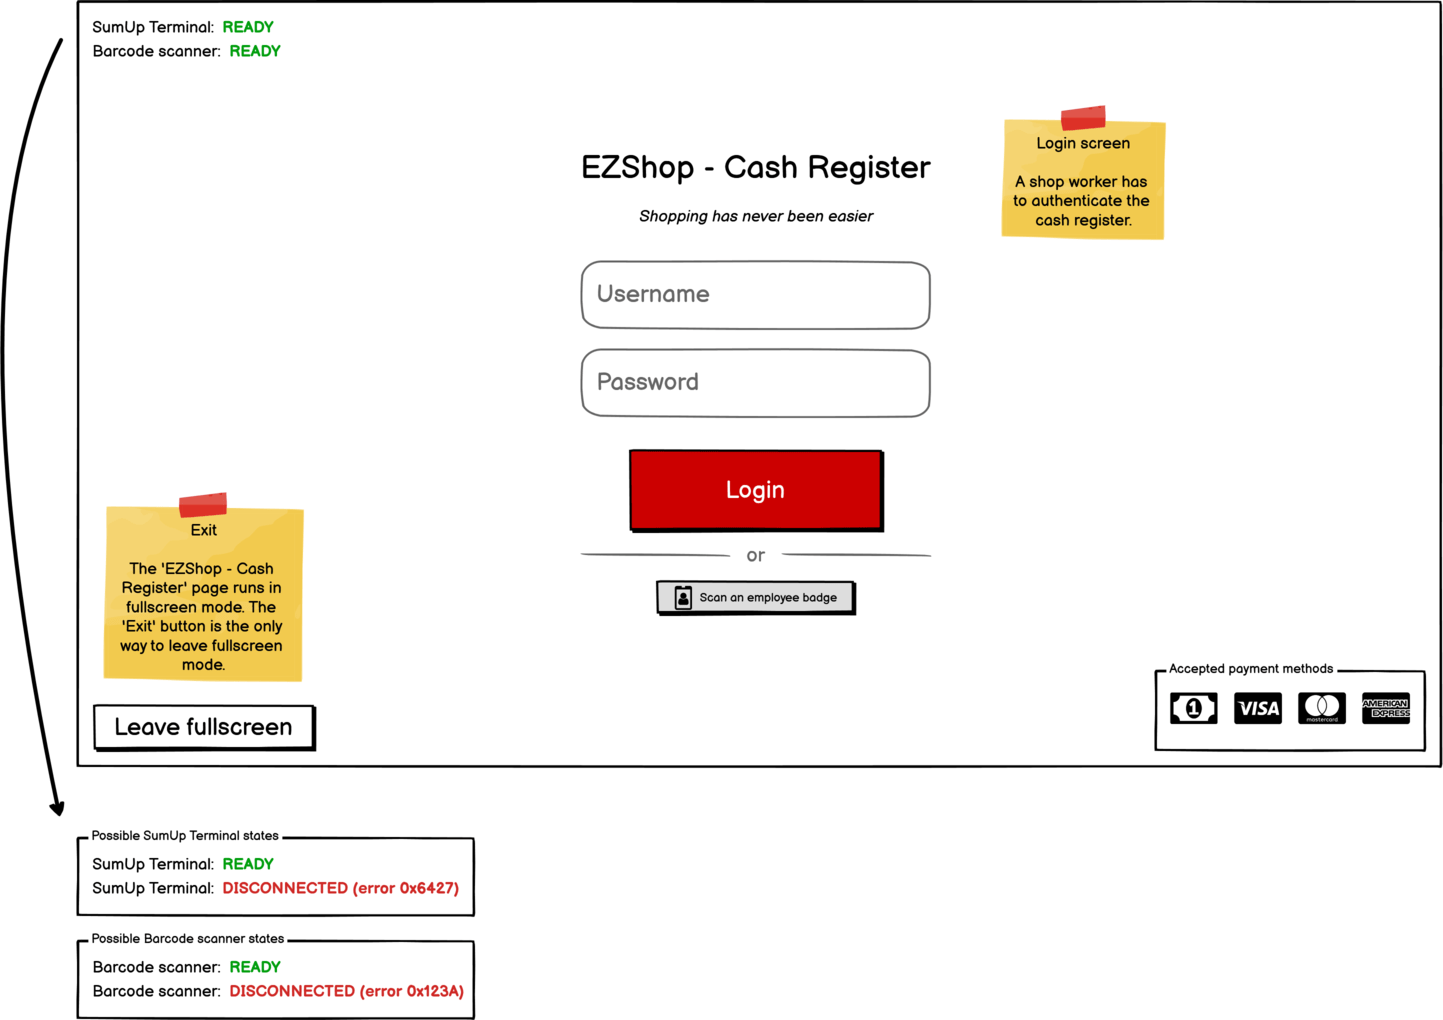 SumUp Terminal: READY
Barcode scanner: READY
EZShop - Cash Register
Shopping has never been easier
Login screen
A shop worker has
to authenticate the
cash register.
Username
Password
Login
or
Scan an employee badge
Exit
The 'EZShop - Cash
Register' page runs in
fullscreen mode. The
'Exit' button is the only
way to leave fullscreen
mode.
Leave fullscreen
Accepted payment methods
1
VISA
mastercard
AMERICAN
EXPRESS
Possible SumUp Terminal states
SumUp Terminal: READY
SumUp Terminal: DISCONNECTED (error 0x6427)
Possible Barcode scanner states
Barcode scanner: READY
Barcode scanner: DISCONNECTED (error 0x123A)